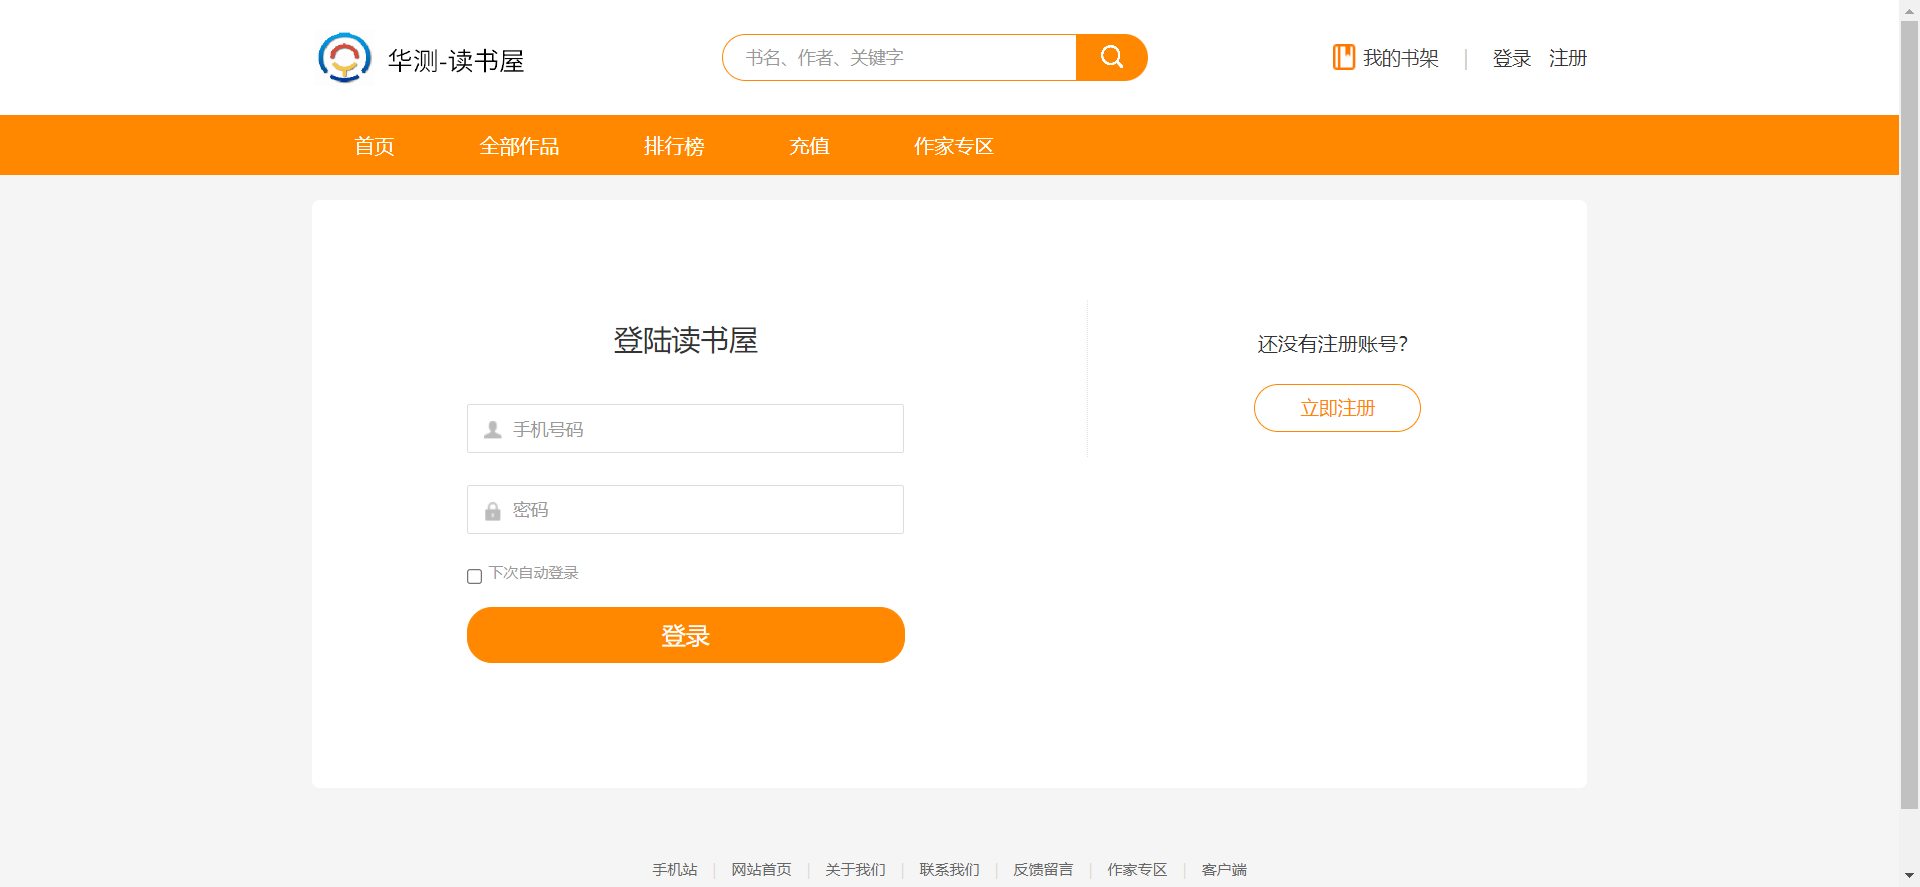 华测-读书屋
书名、作者、关键字
我的书架 | 登录 注册
首页 全部作品 排行榜 充值 作家专区
登陆读书屋
还没有注册账号?
手机号码
立即注册
密码
下次自动登录
登录
手机站 | 网站首页 | 关于我们 | 联系我们 | 反馈留言 | 作家专区 | 客户端